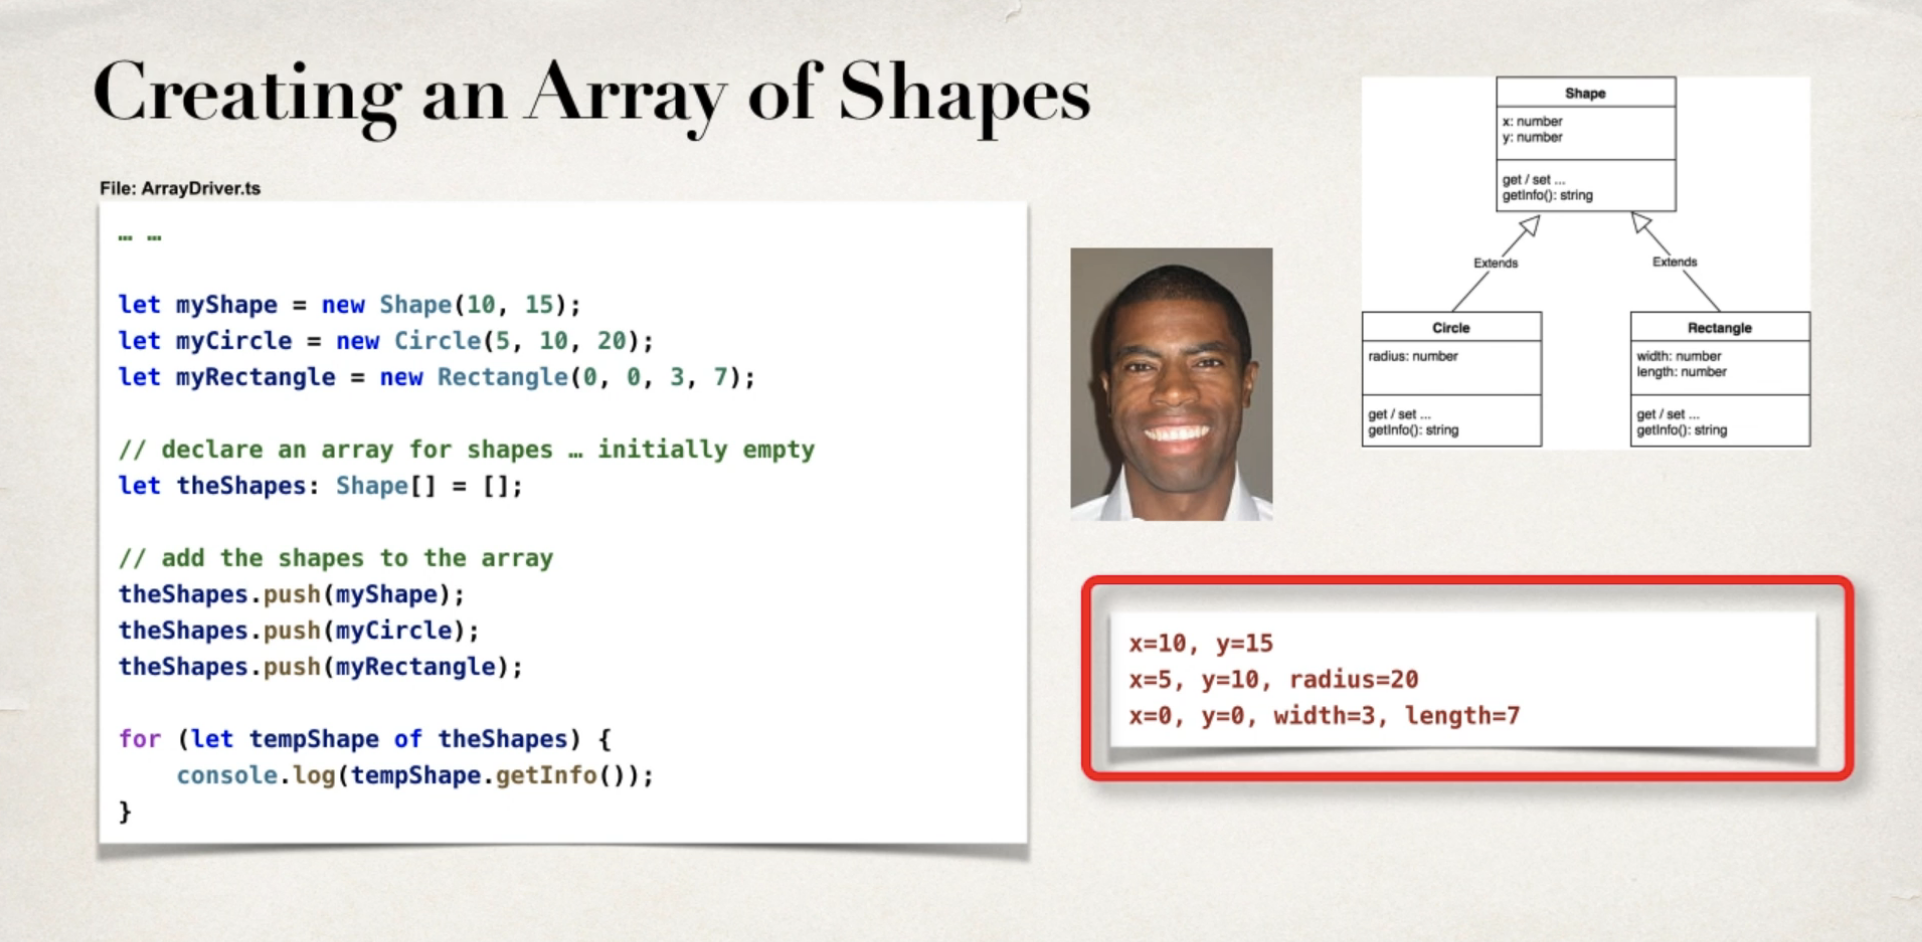 Creating an Array of Shapes
File: ArrayDriver.ts
… …
let myShape = new Shape(10, 15);
let myCircle = new Circle(5, 10, 20);
let myRectangle = new Rectangle(0, 0, 3, 7);
// declare an array for shapes … initially empty
let theShapes: Shape[] = [];
// add the shapes to the array
theShapes.push(myShape);
theShapes.push(myCircle);
theShapes.push(myRectangle);
for (let tempShape of theShapes) {
    console.log(tempShape.getInfo());
}
Shape
x: number
y: number
get / set ...
getInfo(): string
Extends
Extends
Circle
radius: number
get / set ...
getInfo(): string
Rectangle
width: number
length: number
get / set ...
getInfo(): string
x=10, y=15
x=5, y=10, radius=20
x=0, y=0, width=3, length=7